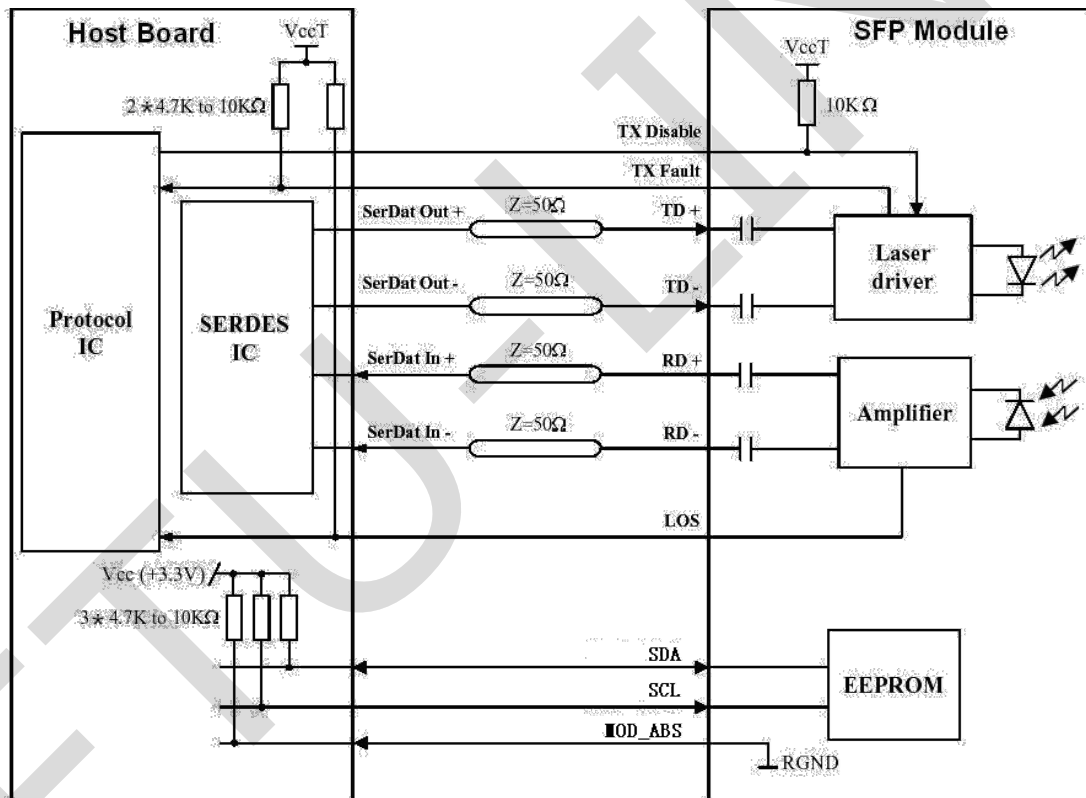 Host Board
SFP Module
VccT
VccT
2*4.7K to 10KΩ
10KΩ
TX Disable
TX Fault
SerDat Out +
Z=50Ω
TD +
Laser
driver
SerDat Out -
Z=50Ω
TD -
Protocol
IC
SERDES
IC
SerDat In +
Z=50Ω
RD +
Amplifier
SerDat In -
Z=50Ω
RD -
LOS
Vcc (+3.3V)
3* 4.7K to 10KΩ
SDA
SCL
EEPROM
MOD_ABS
RGND